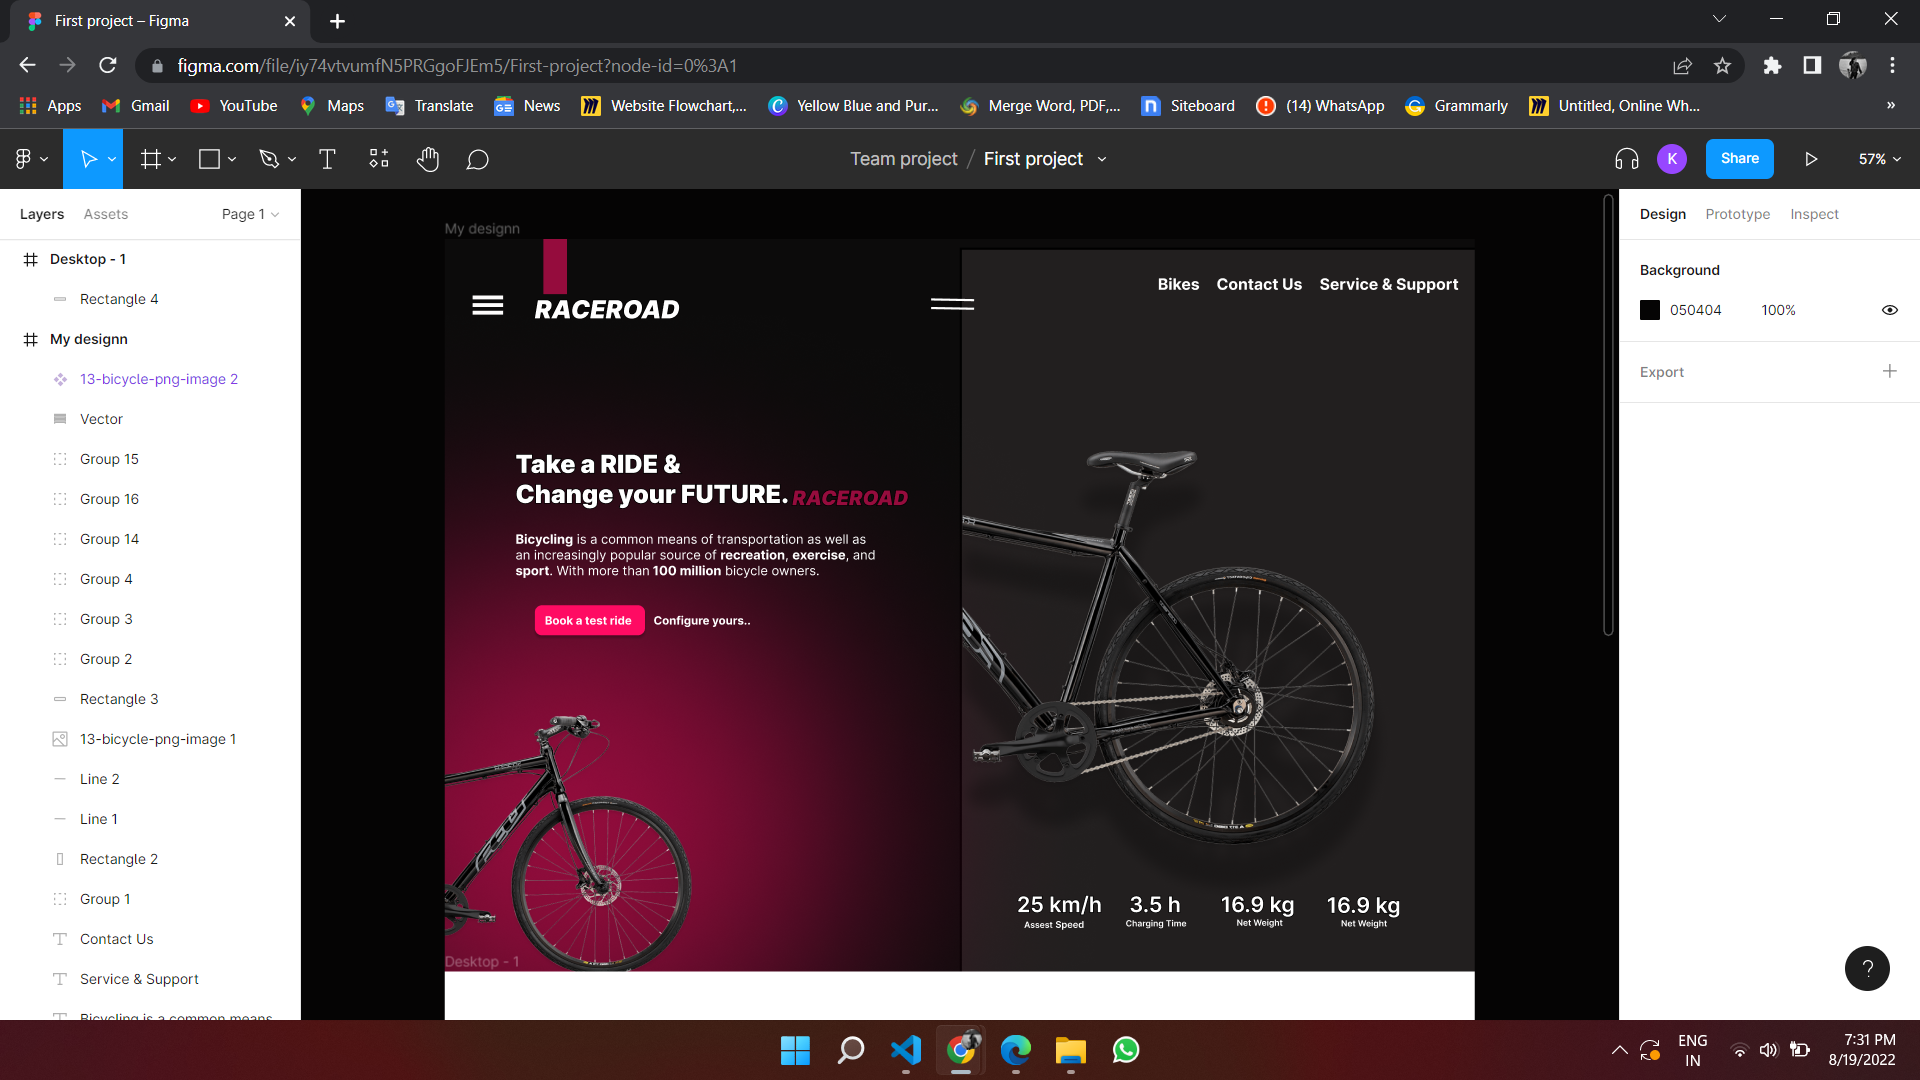 First project – Figma
figma.com/file/iy74vtvumfN5PRGgoFJEm5/First-project?node-id=0%3A1
Apps Gmail YouTube Maps Translate News Website Flowchart,... Yellow Blue and Pur... Merge Word, PDF,... Siteboard (14) WhatsApp Grammarly Untitled, Online Wh... »
Team project / First project K Share 57%
Layers Assets Page 1
Desktop - 1
Rectangle 4
My designn
13-bicycle-png-image 2
Vector
Group 15
Group 16
Group 14
Group 4
Group 3
Group 2
Rectangle 3
13-bicycle-png-image 1
Line 2
Line 1
Rectangle 2
Group 1
Contact Us
Service & Support
Bicycling is a common means
My designn
RACEROAD
Bikes Contact Us Service & Support
Take a RIDE &
Change your FUTURE. RACEROAD
Bicycling is a common means of transportation as well as
an increasingly popular source of recreation, exercise, and
sport. With more than 100 million bicycle owners.
Book a test ride Configure yours..
25 km/h 3.5 h 16.9 kg 16.9 kg
Assest Speed Charging Time Net Weight Net Weight
Desktop - 1
Design Prototype Inspect
Background
050404 100%
Export
?
ENG
IN
7:31 PM
8/19/2022